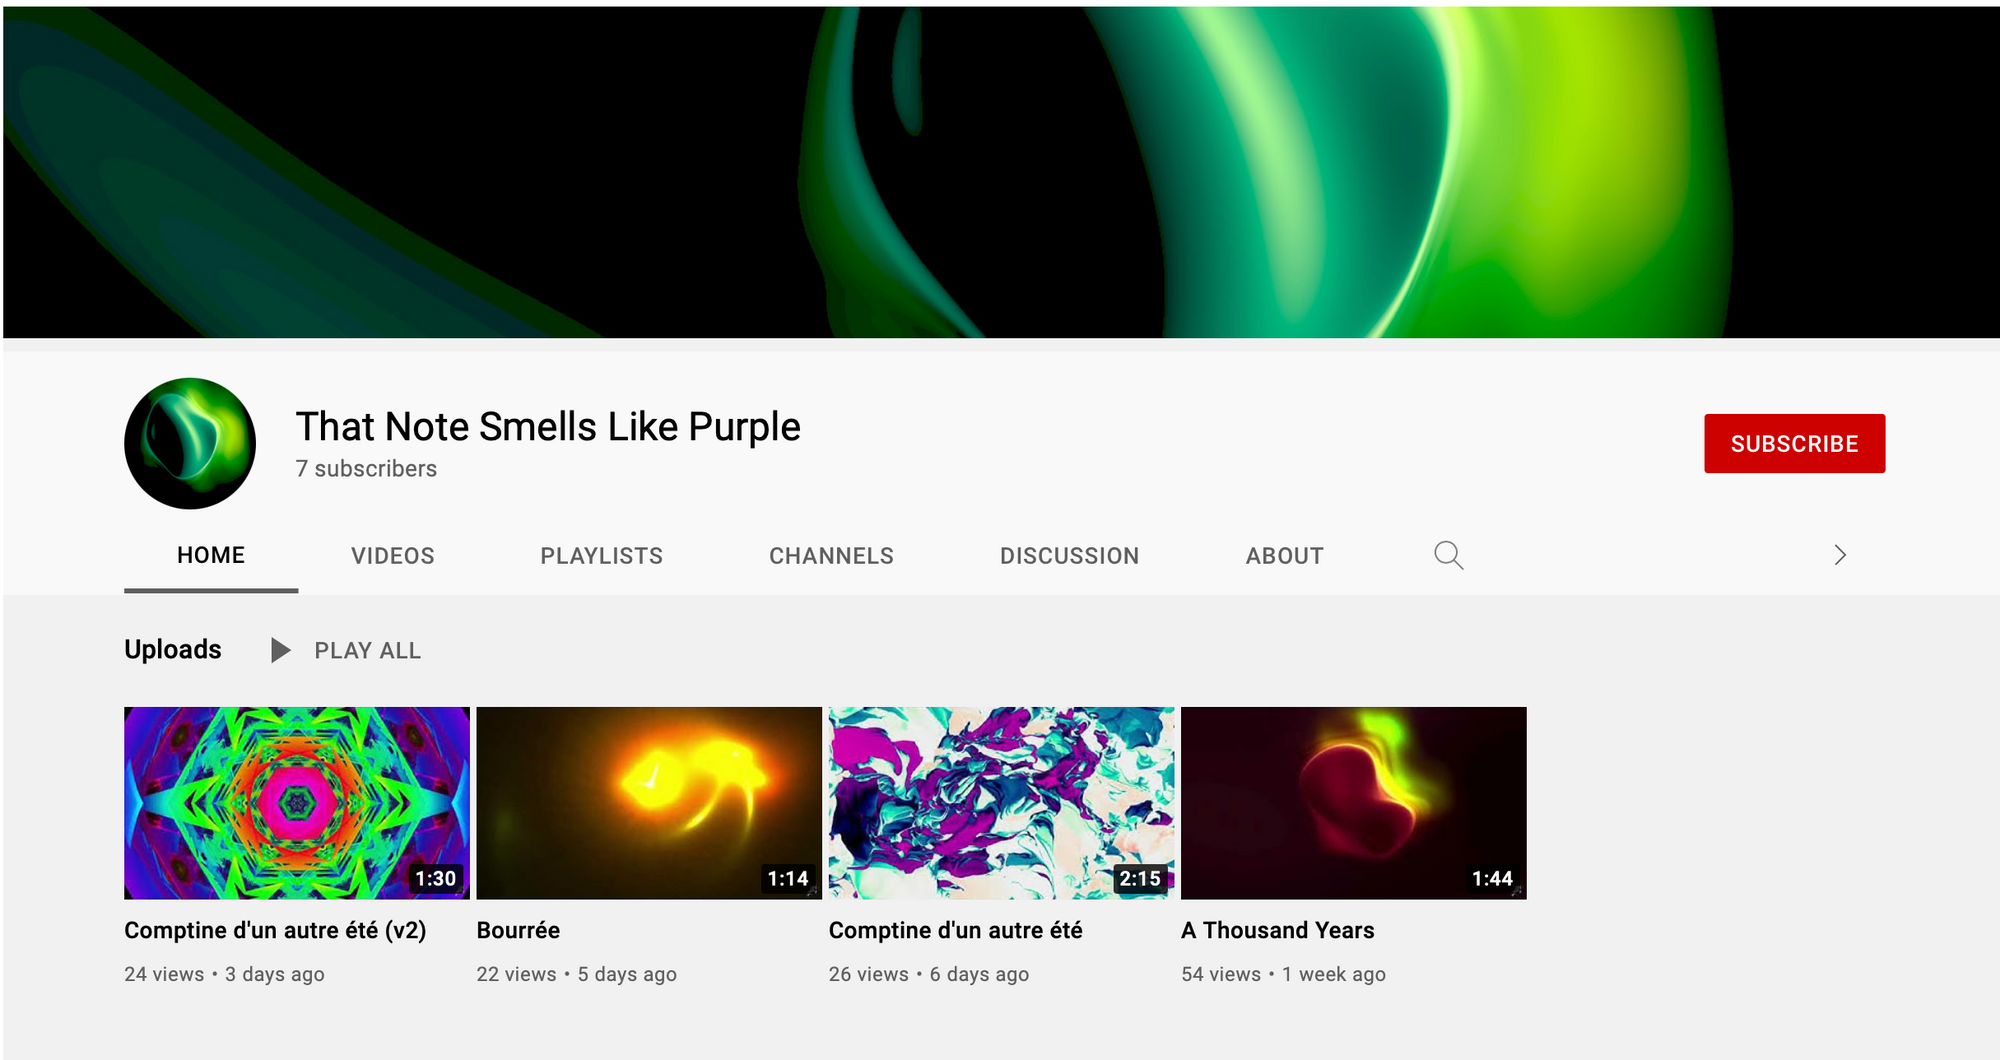 That Note Smells Like Purple
7 subscribers
SUBSCRIBE
HOME VIDEOS PLAYLISTS CHANNELS DISCUSSION ABOUT
Uploads PLAY ALL
1:30 1:14 2:15 1:44
Comptine d'un autre été (v2) Bourrée Comptine d'un autre été A Thousand Years
24 views • 3 days ago 22 views • 5 days ago 26 views • 6 days ago 54 views • 1 week ago